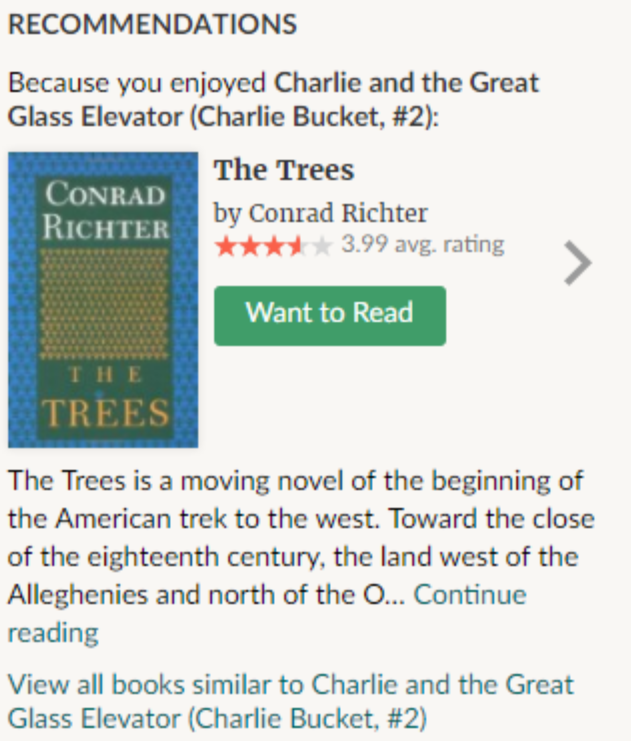 RECOMMENDATIONS
Because you enjoyed Charlie and the Great
Glass Elevator (Charlie Bucket, #2):
CONRAD
RICHTER
THE
TREES
The Trees
by Conrad Richter
3.99 avg. rating
Want to Read
The Trees is a moving novel of the beginning of
the American trek to the west. Toward the close
of the eighteenth century, the land west of the
Alleghenies and north of the O... Continue
reading
View all books similar to Charlie and the Great
Glass Elevator (Charlie Bucket, #2)